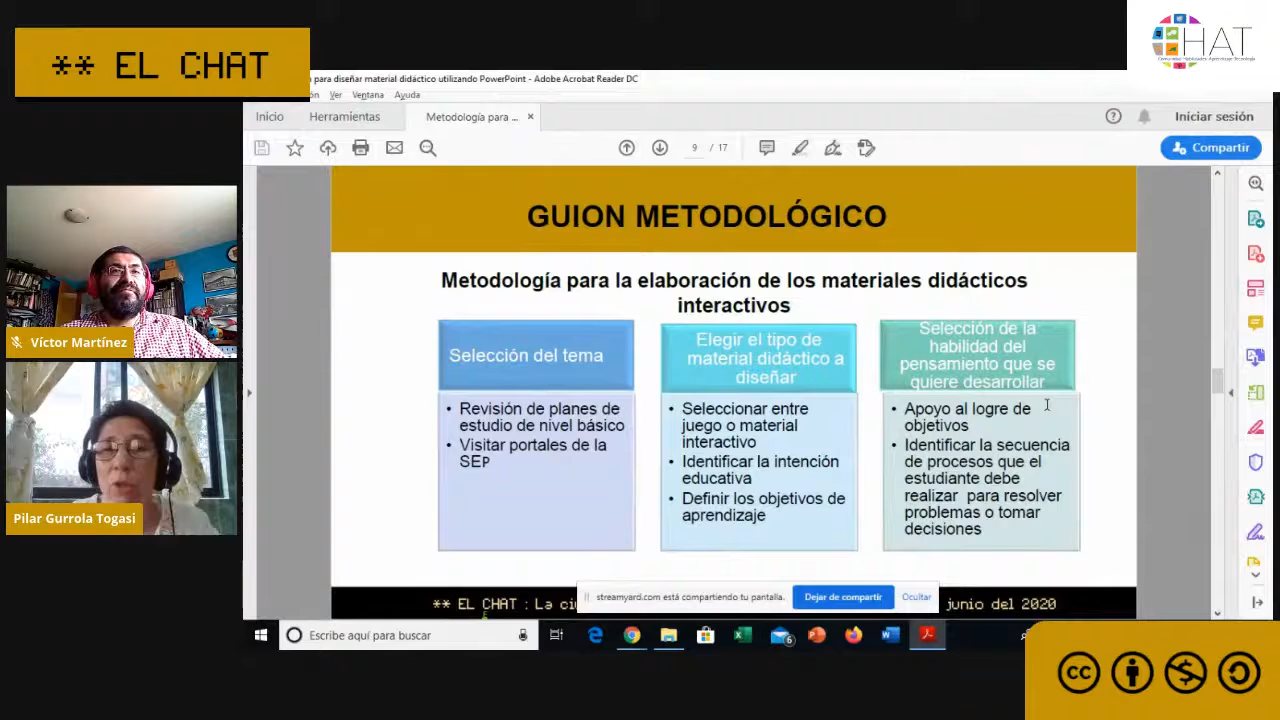 ** EL CHAT
HAT
para diseñar material didáctico utilizando PowerPoint - Adobe Acrobat Reader DC
Ver Ventana Ayuda
Inicio Herramientas Metodología para ... × Iniciar sesión
9 / 17 Compartir
GUION METODOLÓGICO
Metodología para la elaboración de los materiales didácticos
interactivos
Selección del tema
• Revisión de planes de
estudio de nivel básico
• Visitar portales de la
SEP
Elegir el tipo de
material didáctico a
diseñar
• Seleccionar entre
juego o material
interactivo
• Identificar la intención
educativa
• Definir los objetivos de
aprendizaje
Selección de la
habilidad del
pensamiento que se
quiere desarrollar
• Apoyo al logre de
objetivos
• Identificar la secuencia
de procesos que el
estudiante debe
realizar para resolver
problemas o tomar
decisiones
Víctor Martínez
Pilar Gurrola Togasi
** EL CHAT : La junio del 2020
streamyard.com está compartiendo tu pantalla. Dejar de compartir Ocultar
Escribe aquí para buscar
6
cc